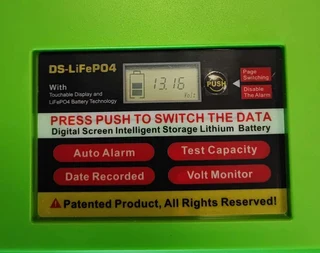 DS-LiFePO4
With
Touchable Display and
LiFePO4 Battery Technology
13.16
PUSH
Page
Switching
Disable
The Alarm
PRESS PUSH TO SWITCH THE DATA
Digital Screen Intelligent Storage Lithium Battery
Auto Alarm
Test Capacity
Date Recorded
Volt Monitor
Patented Product, All Rights Reserved!